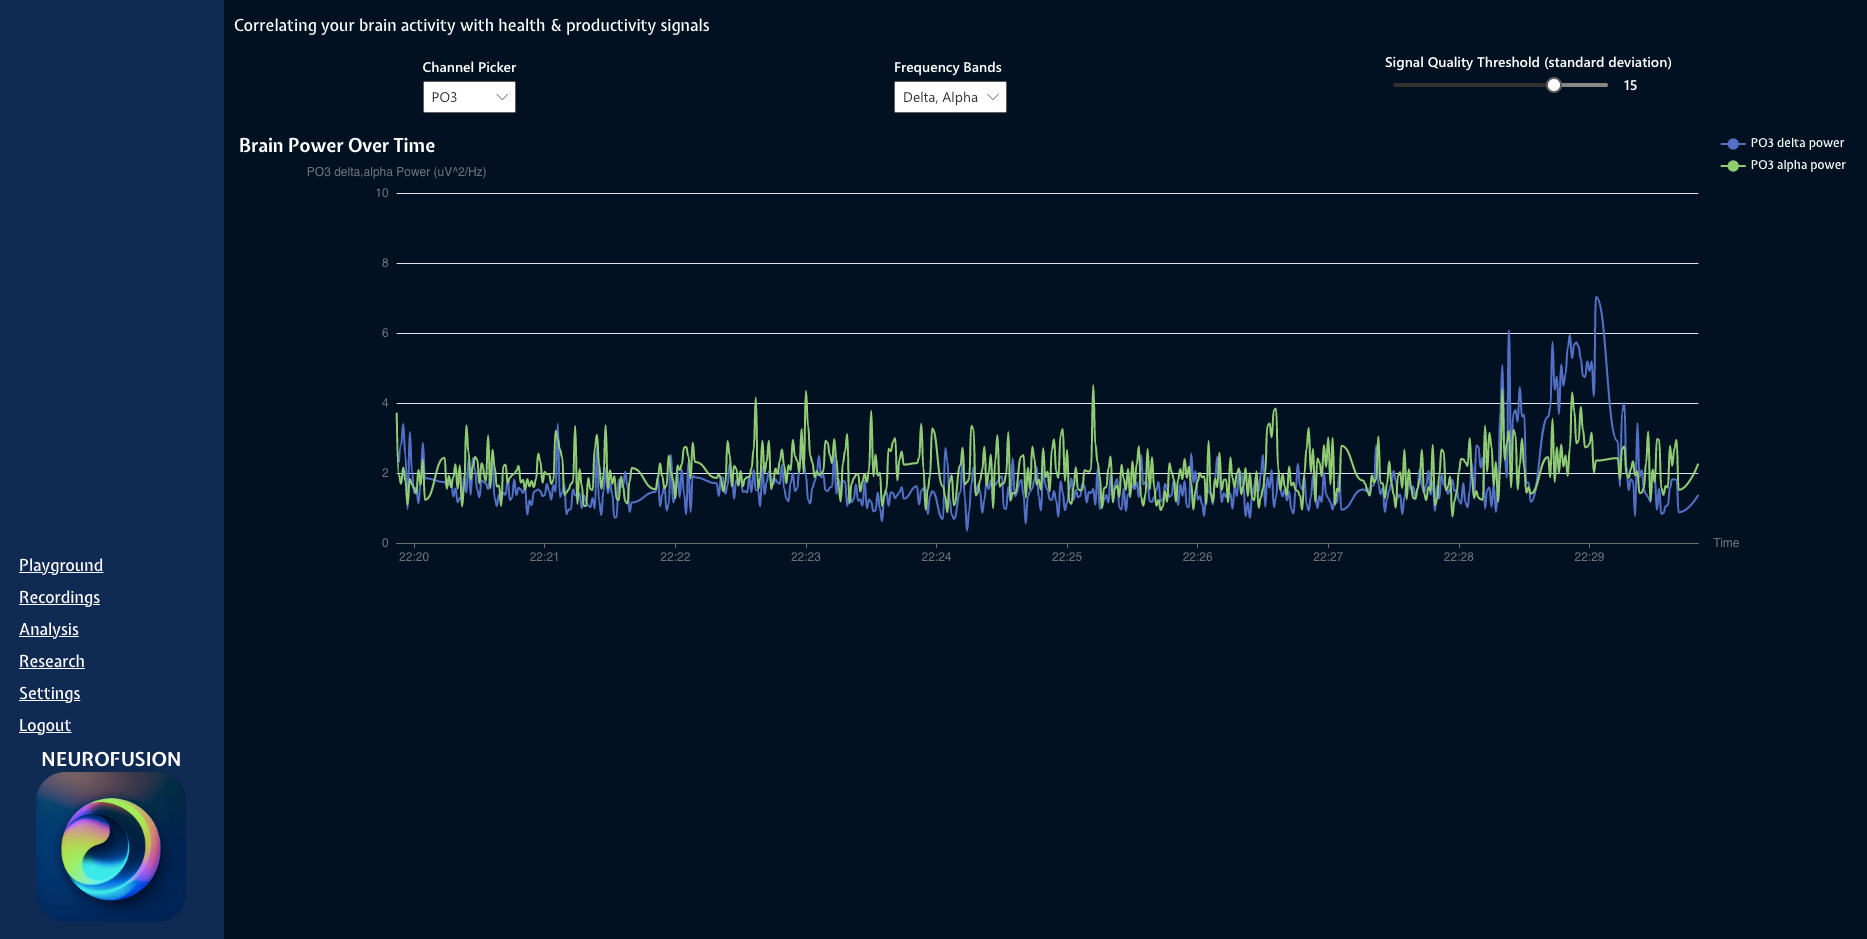 Correlating your brain activity with health & productivity signals
Channel Picker
PO3
Frequency Bands
Delta, Alpha
Signal Quality Threshold (standard deviation)
15
Brain Power Over Time
PO3 delta power
PO3 alpha power
PO3 delta,alpha Power (uV^2/Hz)
10
8
6
4
2
0
22:20 22:21 22:22 22:23 22:24 22:25 22:26 22:27 22:28 22:29
Time
Playground
Recordings
Analysis
Research
Settings
Logout
NEUROFUSION